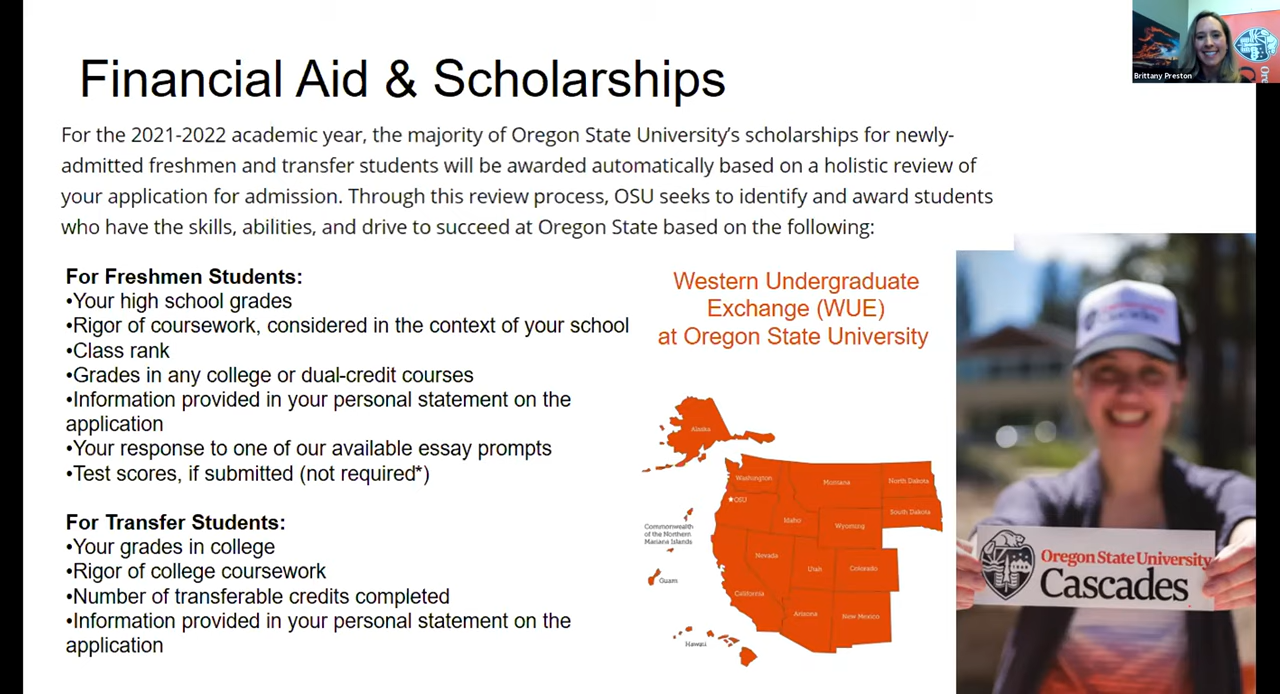 Financial Aid & Scholarships
Brittany Preston
For the 2021-2022 academic year, the majority of Oregon State University's scholarships for newly-
admitted freshmen and transfer students will be awarded automatically based on a holistic review of
your application for admission. Through this review process, OSU seeks to identify and award students
who have the skills, abilities, and drive to succeed at Oregon State based on the following:
For Freshmen Students:
•Your high school grades
•Rigor of coursework, considered in the context of your school
•Class rank
•Grades in any college or dual-credit courses
•Information provided in your personal statement on the
application
•Your response to one of our available essay prompts
•Test scores, if submitted (not required*)
For Transfer Students:
•Your grades in college
•Rigor of college coursework
•Number of transferable credits completed
•Information provided in your personal statement on the
application
Western Undergraduate
Exchange (WUE)
at Oregon State University
Alaska
Washington
Montana
North Dakota
OSU
South Dakota
Idaho
Wyoming
Commonwealth
of the Northern
Mariana Islands
Nevada
Utah
Colorado
Guam
California
Arizona
New Mexico
Hawaii
Cascades
Oregon State University
Cascades